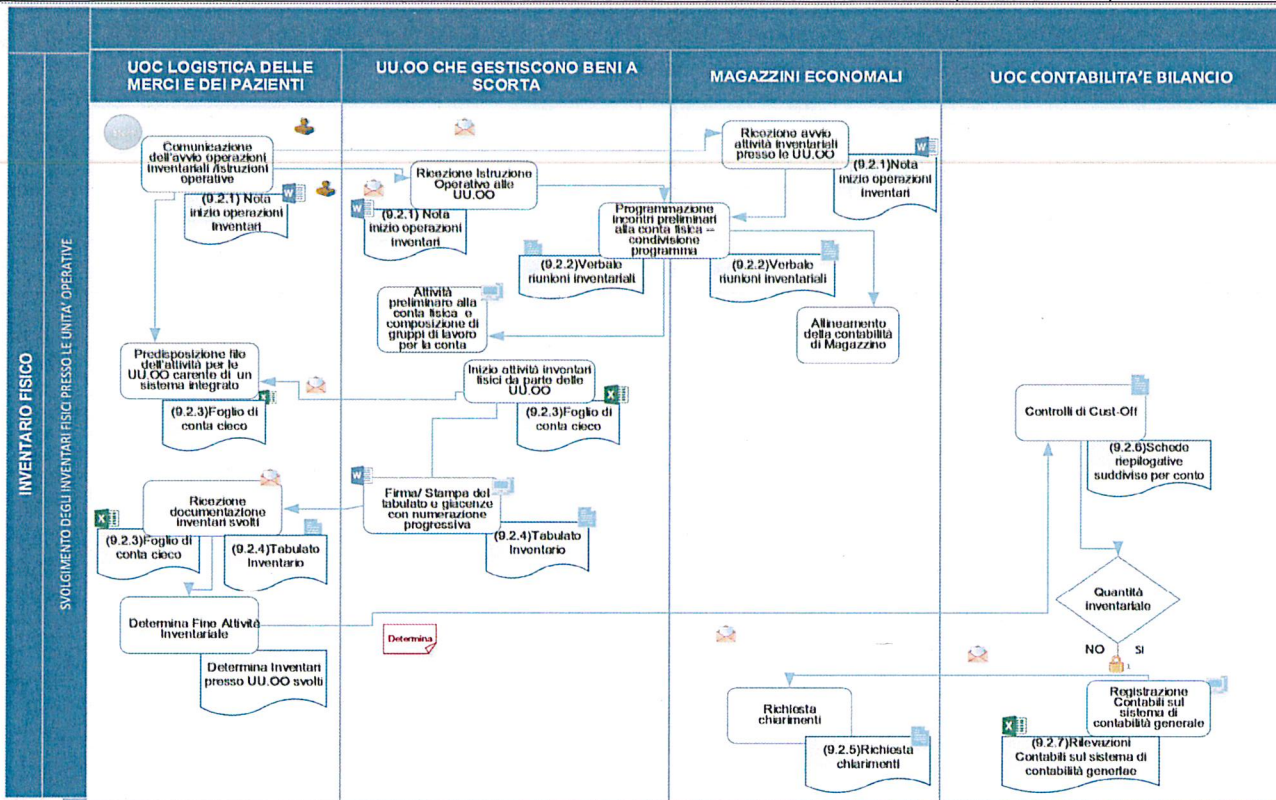 UOC LOGISTICA DELLE
MERCI E DEI PAZIENTI
UU.OO CHE GESTISCONO BENI A
SCORTA
MAGAZZINI ECONOMALI
UOC CONTABILITA'E BILANCIO
INVENTARIO FISICO
SVOLGIMENTO DEGLI INVENTARI FISICI PRESSO LE UNITA' OPERATIVE
Comunicazione
dell'avvio operazioni
inventariali /istruzioni
operative
(9.2.1) Nota
inizio operazioni
Inventari
Predisposizione file
dell'attività per le
UU.OO carente di un
sistema integrato
(9.2.3)Foglio di
conta cieco
Ricezione
documentazione
inventari svolti
(9.2.3)Foglio di
conta cieco
(9.2.4)Tabulato
Inventario
Determina Fine Attività
Inventariale
Determina Inventari
presso UU.OO svolti
Ricezione Istruzione
Operative alle
UU.OO
(9.2.1) Nota
inizio operazioni
Inventari
Programmazione
incontri preliminari
alla conta fisica –
condivisione
programma
(9.2.2)Verbale
riunioni inventariali
(9.2.2)Verbale
riunioni inventariali
Attività
preliminare alla
conta fisica e
composizione di
gruppi di lavoro
per la conta
Inizio attività inventari
fisici da parte delle
UU.OO
(9.2.3)Foglio di
conta cieco
Firma/ Stampa del
tabulato e giacenze
con numerazione
progressiva
(9.2.4)Tabulato
Inventario
Determina
Ricezione avvio
attività inventariali
presso le UU.OO
(9.2.1)Nota
inizio operazioni
inventari
Allineamento
della contabilità
di Magazzino
Richiesta
chiarimenti
(9.2.5)Richiesta
chiarimenti
Controlli di Cust-Off
(9.2.6)Schede
riepilogative
suddivise per conto
Quantità
inventariale
NO SI
1
Registrazione
Contabili sul
sistema di
contabilità generale
(9.2.7)Rilevazioni
Contabili sul sistema di
contabilità generlae